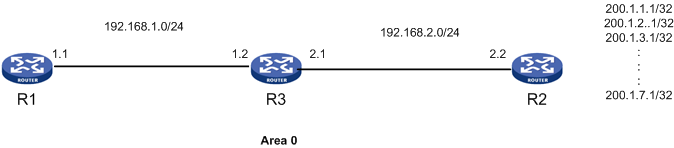 192.168.1.0/24
192.168.2.0/24
200.1.1.1/32
200.1.2..1/32
200.1.3.1/32
:
:
:
200.1.7.1/32
1.1
1.2
2.1
2.2
ROUTER
ROUTER
ROUTER
R1
R3
R2
Area 0